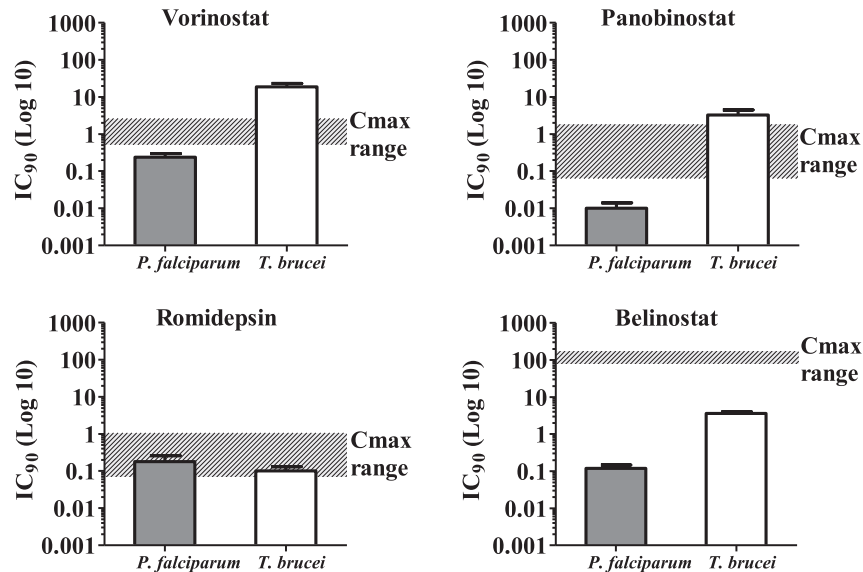 Vorinostat
IC90 (Log 10)
1000
100
10
1
0.1
0.01
0.001
Cmax
range
P. falciparum
T. brucei
Panobinostat
IC90 (Log 10)
1000
100
10
1
0.1
0.01
0.001
Cmax
range
P. falciparum
T. brucei
Romidepsin
IC90 (Log 10)
1000
100
10
1
0.1
0.01
0.001
Cmax
range
P. falciparum
T. brucei
Belinostat
IC90 (Log 10)
1000
100
10
1
0.1
0.01
0.001
Cmax
range
P. falciparum
T. brucei